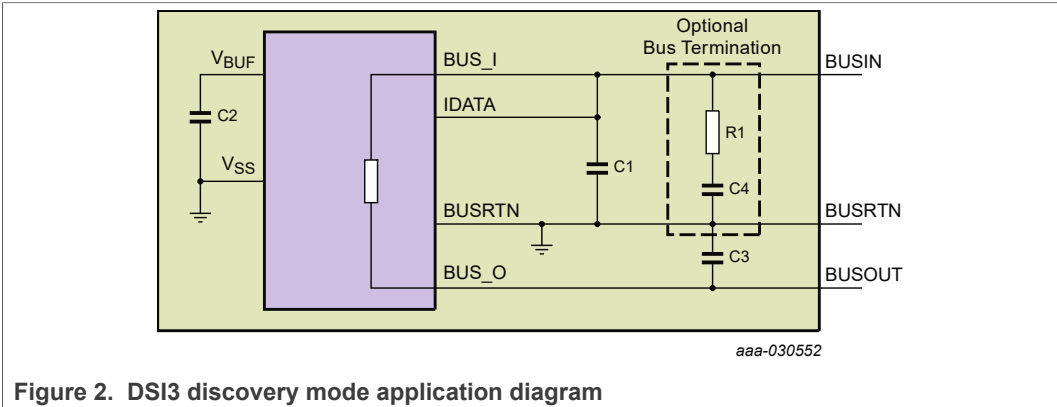 Optional
Bus Termination
VBUF
BUS_I
BUSIN
IDATA
C2
R1
C1
VSS
C4
BUSRTN
BUSRTN
C3
BUS_O
BUSOUT
aaa-030552
Figure 2. DSI3 discovery mode application diagram